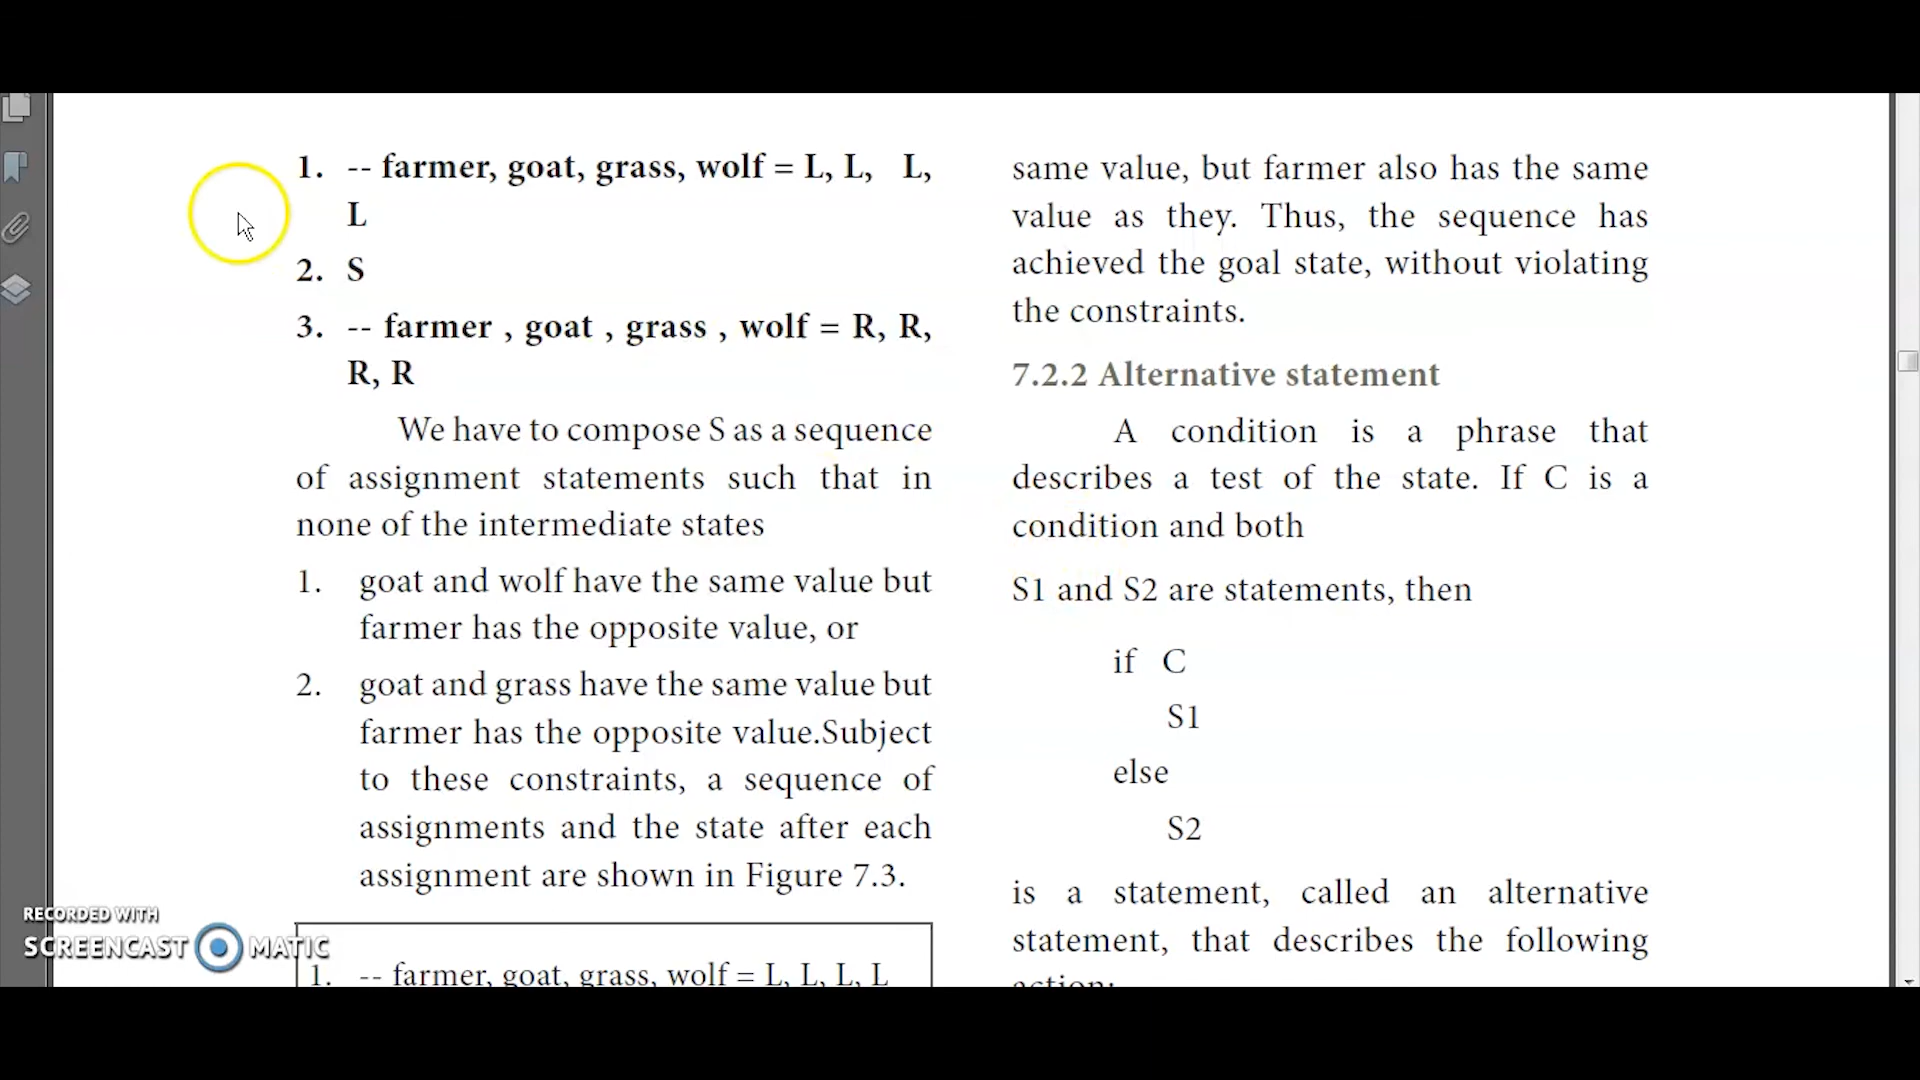 1. -- farmer, goat, grass, wolf = L, L, L,
L
2. S
3. -- farmer , goat , grass , wolf = R, R,
R, R
We have to compose S as a sequence
of assignment statements such that in
none of the intermediate states
1. goat and wolf have the same value but
farmer has the opposite value, or
2. goat and grass have the same value but
farmer has the opposite value.Subject
to these constraints, a sequence of
assignments and the state after each
assignment are shown in Figure 7.3.
1. -- farmer, goat, grass, wolf = L, L, L, L
same value, but farmer also has the same
value as they. Thus, the sequence has
achieved the goal state, without violating
the constraints.
7.2.2 Alternative statement
A condition is a phrase that
describes a test of the state. If C is a
condition and both
S1 and S2 are statements, then
if C
S1
else
S2
is a statement, called an alternative
statement, that describes the following
action:
RECORDED WITH
SCREENCAST MATIC